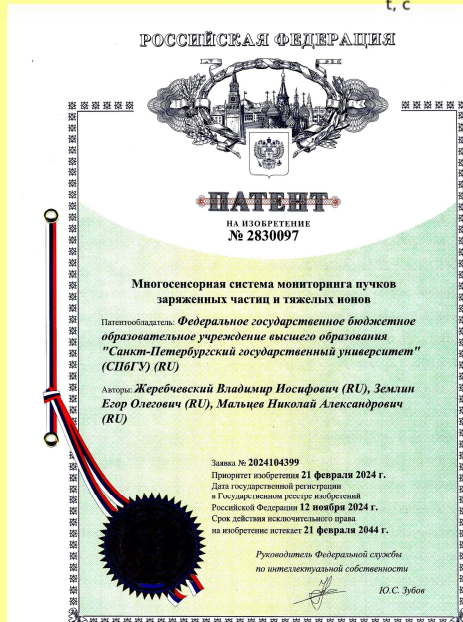 t, c
РОССИЙСКАЯ ФЕДЕРАЦИЯ
ПАТЕНТ
НА ИЗОБРЕТЕНИЕ
№ 2830097
Многосенсорная система мониторинга пучков
заряженных частиц и тяжелых ионов
Патентообладатель: Федеральное государственное бюджетное
образовательное учреждение высшего образования
"Санкт-Петербургский государственный университет"
(СПбГУ) (RU)
Авторы: Жеребчевский Владимир Иосифович (RU), Землин
Егор Олегович (RU), Мальцев Николай Александрович
(RU)
Заявка № 2024104399
Приоритет изобретения 21 февраля 2024 г.
Дата государственной регистрации
в Государственном реестре изобретений
Российской Федерации 12 ноября 2024 г.
Срок действия исключительного права
на изобретение истекает 21 февраля 2044 г.
Руководитель Федеральной службы
по интеллектуальной собственности
Ю.С. Зубов